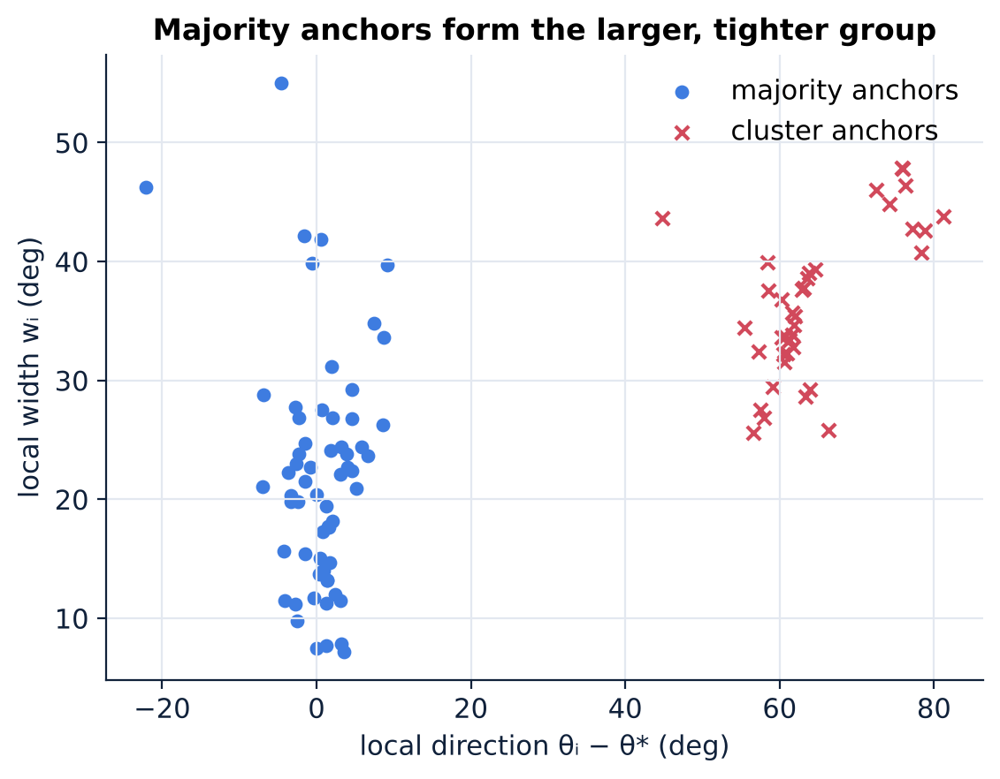 Majority anchors form the larger, tighter group
majority anchors
cluster anchors
local width wᵢ (deg)
50
40
30
20
10
−20
0
20
40
60
80
local direction θᵢ − θ* (deg)